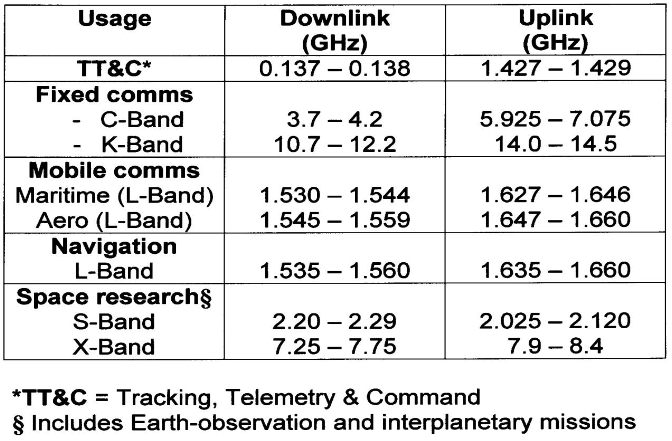 Usage Downlink (GHz) Uplink (GHz)
TT&C* 0.137 – 0.138 1.427 – 1.429
Fixed comms
- C-Band 3.7 – 4.2 5.925 – 7.075
- K-Band 10.7 – 12.2 14.0 – 14.5
Mobile comms
Maritime (L-Band) 1.530 – 1.544 1.627 – 1.646
Aero (L-Band) 1.545 – 1.559 1.647 – 1.660
Navigation
L-Band 1.535 – 1.560 1.635 – 1.660
Space research§
S-Band 2.20 – 2.29 2.025 – 2.120
X-Band 7.25 – 7.75 7.9 – 8.4
*TT&C = Tracking, Telemetry & Command
§ Includes Earth-observation and interplanetary missions